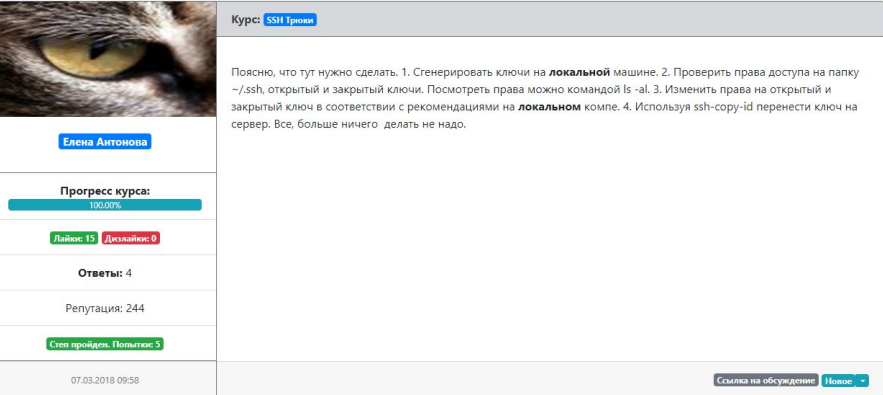 Курс: SSH Трюки
Поясню, что тут нужно сделать. 1. Сгенерировать ключи на локальной машине. 2. Проверить права доступа на папку
~/.ssh, открытый и закрытый ключи. Посмотреть права можно командой ls -al. 3. Изменить права на открытый и
закрытый ключ в соответствии с рекомендациями на локальном компе. 4. Используя ssh-copy-id перенести ключ на
сервер. Все, больше ничего делать не надо.
Елена Антонова
Прогресс курса:
100.00%
Лайки: 15 Дизлайки: 0
Ответы: 4
Репутация: 244
Степ пройден. Попытки: 5
07.03.2018 09:58
Ссылка на обсуждение Новое